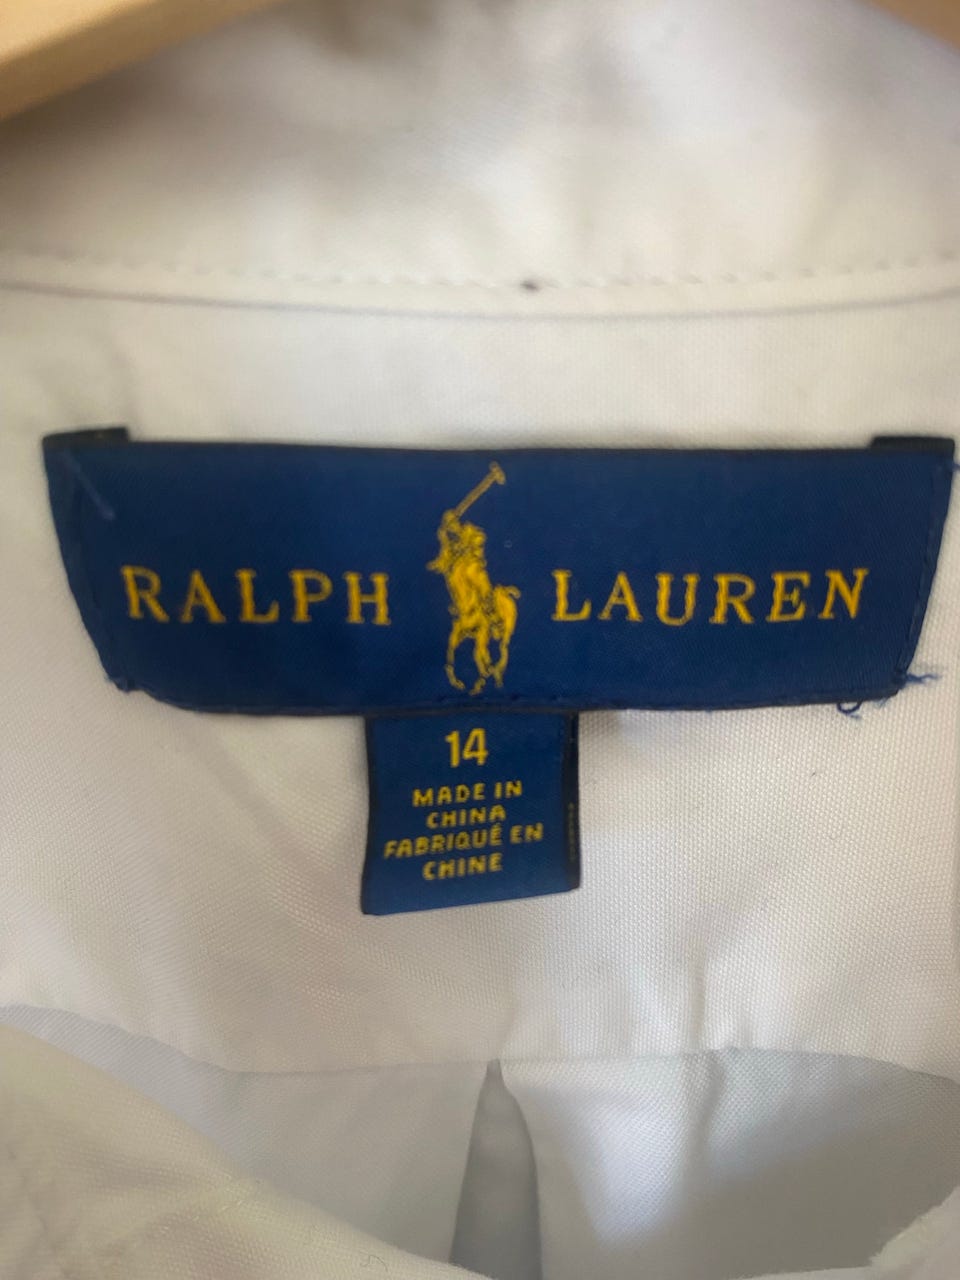 RALPH LAUREN
14
MADE IN
CHINA
FABRIQUÉ EN
CHINE